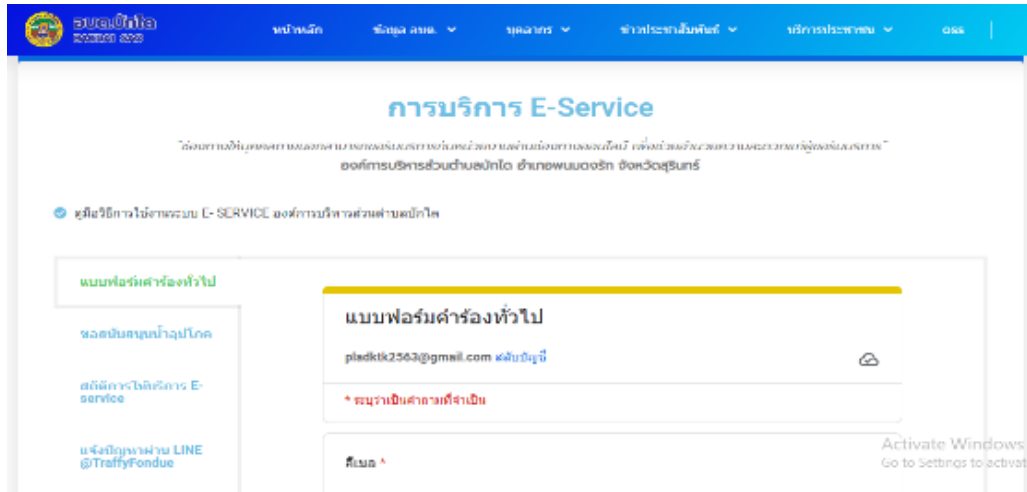 อบต.บักได
หน้าหลัก ข้อมูล อบต. บุคลากร ข่าวประชาสัมพันธ์ บริการประชาชน OSS
การบริการ E-Service
องค์การบริหารส่วนตำบลบักได อำเภอพนมดงรัก จังหวัดสุรินทร์
คู่มือวิธีการใช้งานระบบ E- SERVICE องค์การบริหารส่วนตำบลบักได
แบบฟอร์มคำร้องทั่วไป
ขอสนับสนุนน้ำอุปโภค
สถิติการให้บริการ E-
service
แจ้งปัญหาผ่าน LINE
@TraffyFondue
แบบฟอร์มคำร้องทั่วไป
pladktk2563@gmail.com สลับบัญชี
* ระบุว่าเป็นคำถามที่จำเป็น
อีเมล *
Activate Windows
Go to Settings to activat